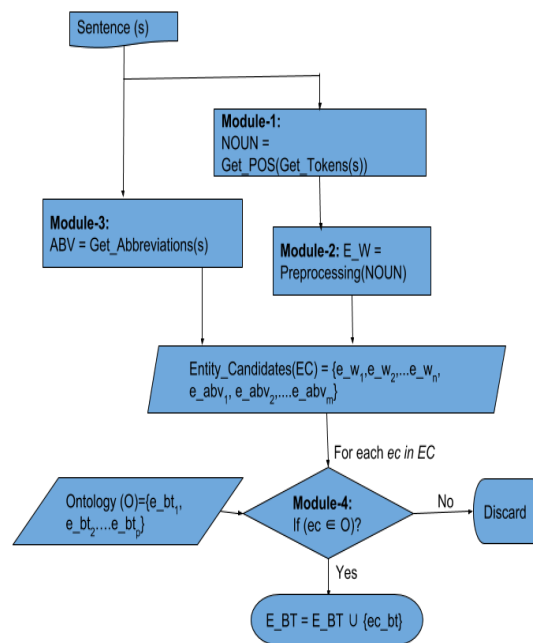 Sentence (s)
Module-1:
NOUN =
Get_POS(Get_Tokens(s))
Module-3:
ABV = Get_Abbreviations(s)
Module-2: E_W =
Preprocessing(NOUN)
Entity_Candidates(EC) = {e_w₁,e_w₂,...e_wₙ,
e_abv₁, e_abv₂,....e_abvₘ}
For each ec in EC
Ontology (O)={e_bt₁,
e_bt₂....e_btₚ}
Module-4:
If (ec ∈ O)?
No
Discard
Yes
E_BT = E_BT ∪ {ec_bt}